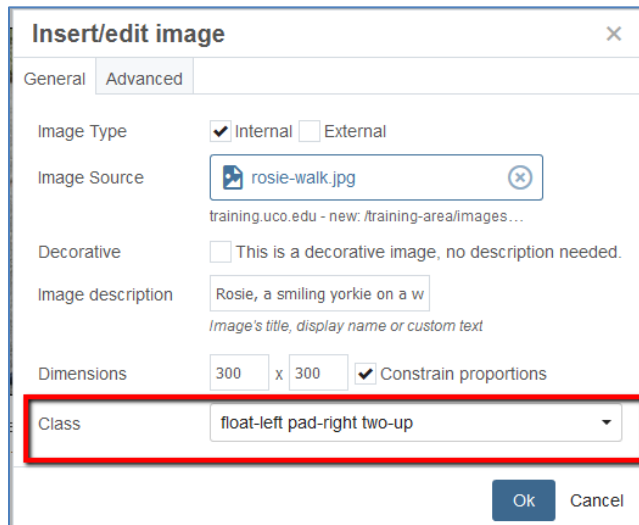 Insert/edit image ×
General Advanced
Image Type Internal External
Image Source rosie-walk.jpg
training.uco.edu - new: /training-area/images...
Decorative This is a decorative image, no description needed.
Image description Rosie, a smiling yorkie on a w
Image's title, display name or custom text
Dimensions 300 x 300 Constrain proportions
Class float-left pad-right two-up
Ok Cancel